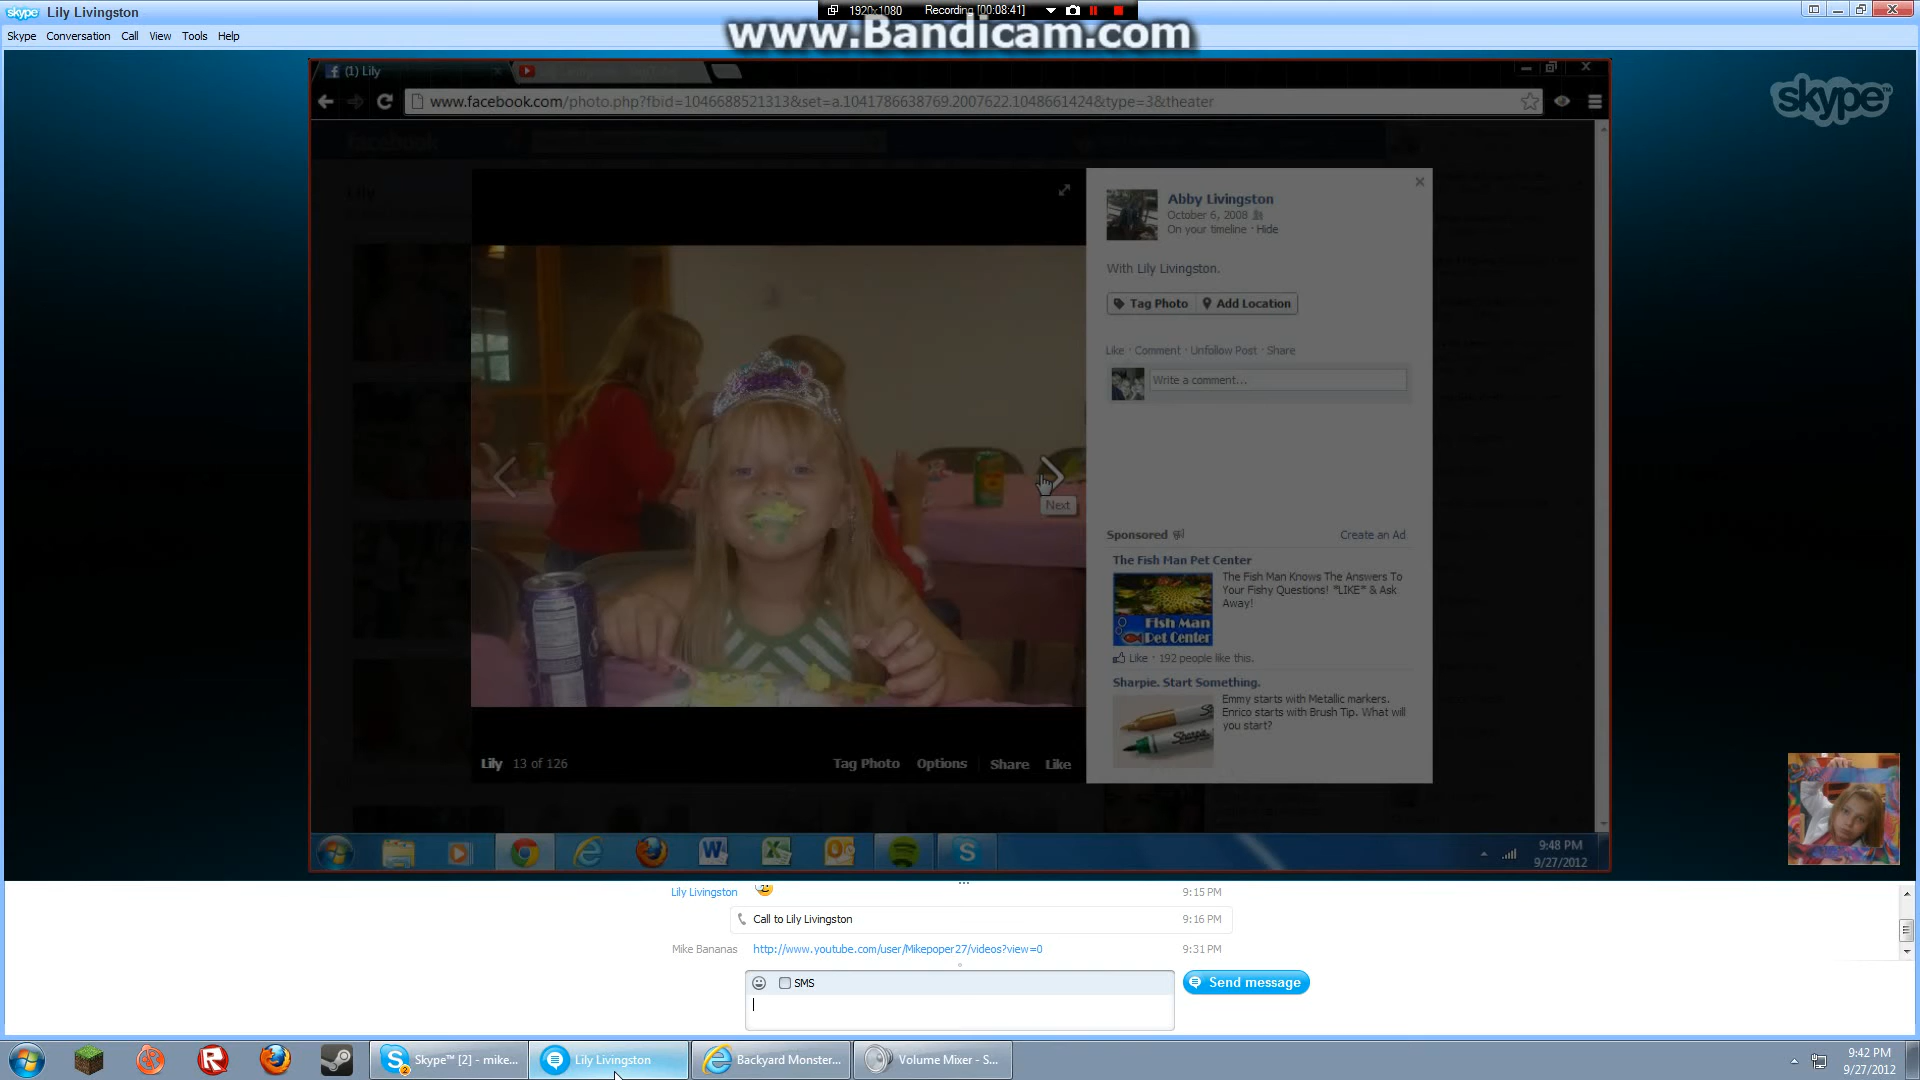 skype Lily Livingston
1920x1080 Recording [00:08:41]
www.Bandicam.com
Skype Conversation Call View Tools Help
(1) Lily
skype
www.facebook.com/photo.php?fbid=1046688521313&set=a.1041786638769.2007622.1048661424&type=3&theater
facebook
Lily
Abby Livingston
October 6, 2008
On your timeline · Hide
With Lily Livingston.
Tag Photo Add Location
Like · Comment · Unfollow Post · Share
Write a comment...
Next
Sponsored Create an Ad
The Fish Man Pet Center
The Fish Man Knows The Answers To
Your Fishy Questions! "LIKE" & Ask
Away!
Fish Man
Pet Center
Like · 192 people like this.
Sharpie. Start Something.
Emmy starts with Metallic markers.
Enrico starts with Brush Tip. What will
you start?
Sharpie
Lily 13 of 126 Tag Photo Options Share Like
9:48 PM
9/27/2012
Lily Livingston 9:15 PM
Call to Lily Livingston 9:16 PM
Mike Bananas http://www.youtube.com/user/Mikepoper27/videos?view=0 9:31 PM
SMS
Send message
Skype™ [2] - mike... Lily Livingston Backyard Monster... Volume Mixer - S...
9:42 PM
9/27/2012